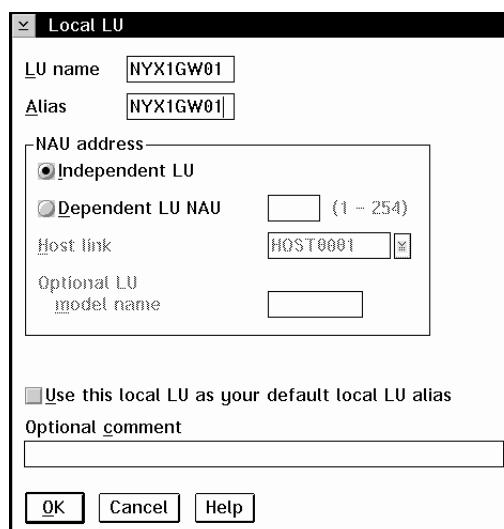 Local LU
LU name NYX1GW01
Alias NYX1GW01
NAU address
Independent LU
Dependent LU NAU (1 - 254)
Host link HOST0001
Optional LU
model name
Use this local LU as your default local LU alias
Optional comment
OK Cancel Help